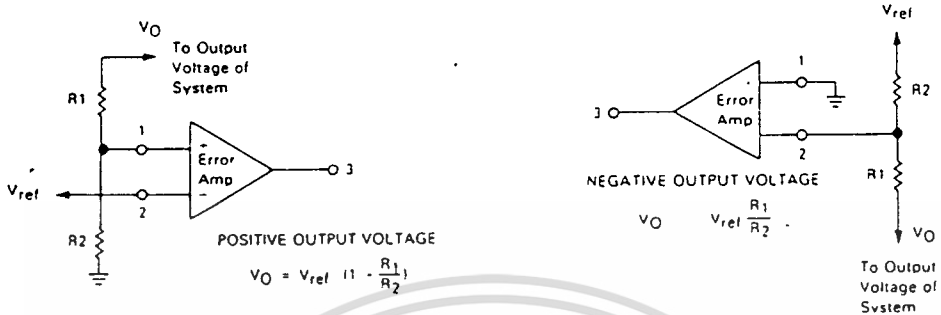 VO
To Output
Voltage of
System
R1
1
+
Error
Amp
−
3
Vref
2
R2
POSITIVE OUTPUT VOLTAGE
VO = Vref (1 - R1/R2)
Vref
1
R2
Error
Amp
3
2
NEGATIVE OUTPUT VOLTAGE
R1
VO Vref R1/R2
VO
To Output
Voltage of
System